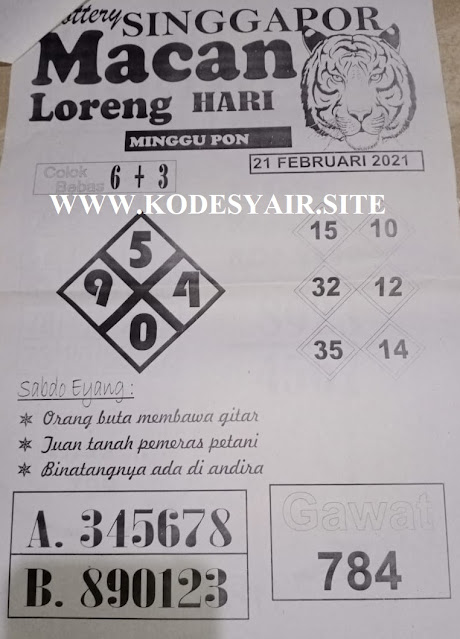 ottery SINGGAPOR
Macan
Loreng HARI
MINGGU PON
21 FEBRUARI 2021
Colok Bebas 6 + 3
WWW.KODESYAIR.SITE
5
9 4
0
15 10
32 12
35 14
Sabdo Eyang :
Orang buta membawa gitar
Tuan tanah pemeras petani
Binatangnya ada di andira
A. 345678
B. 890123
Gawat
784